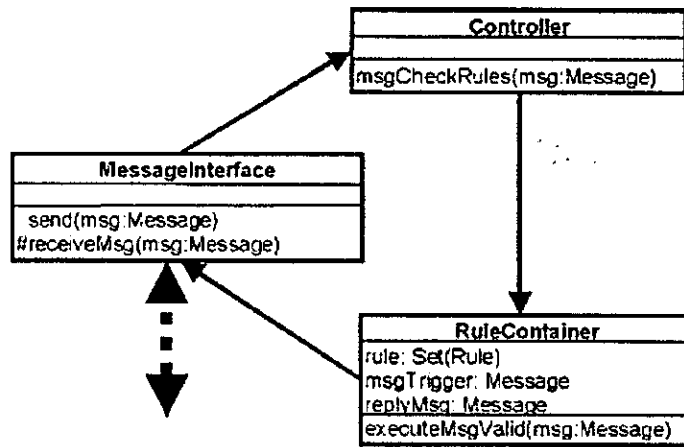 Controller
msgCheckRules(msg:Message)
MessageInterface
send(msg:Message)
#receiveMsg(msg:Message)
RuleContainer
rule: Set(Rule)
msgTrigger: Message
replyMsg: Message
executeMsgValid(msg:Message)